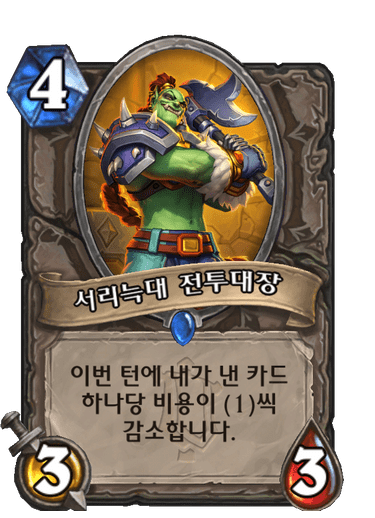 4
서리늑대 전투대장
이번 턴에 내가 낸 카드
하나당 비용이 (1)씩
감소합니다.
3
3